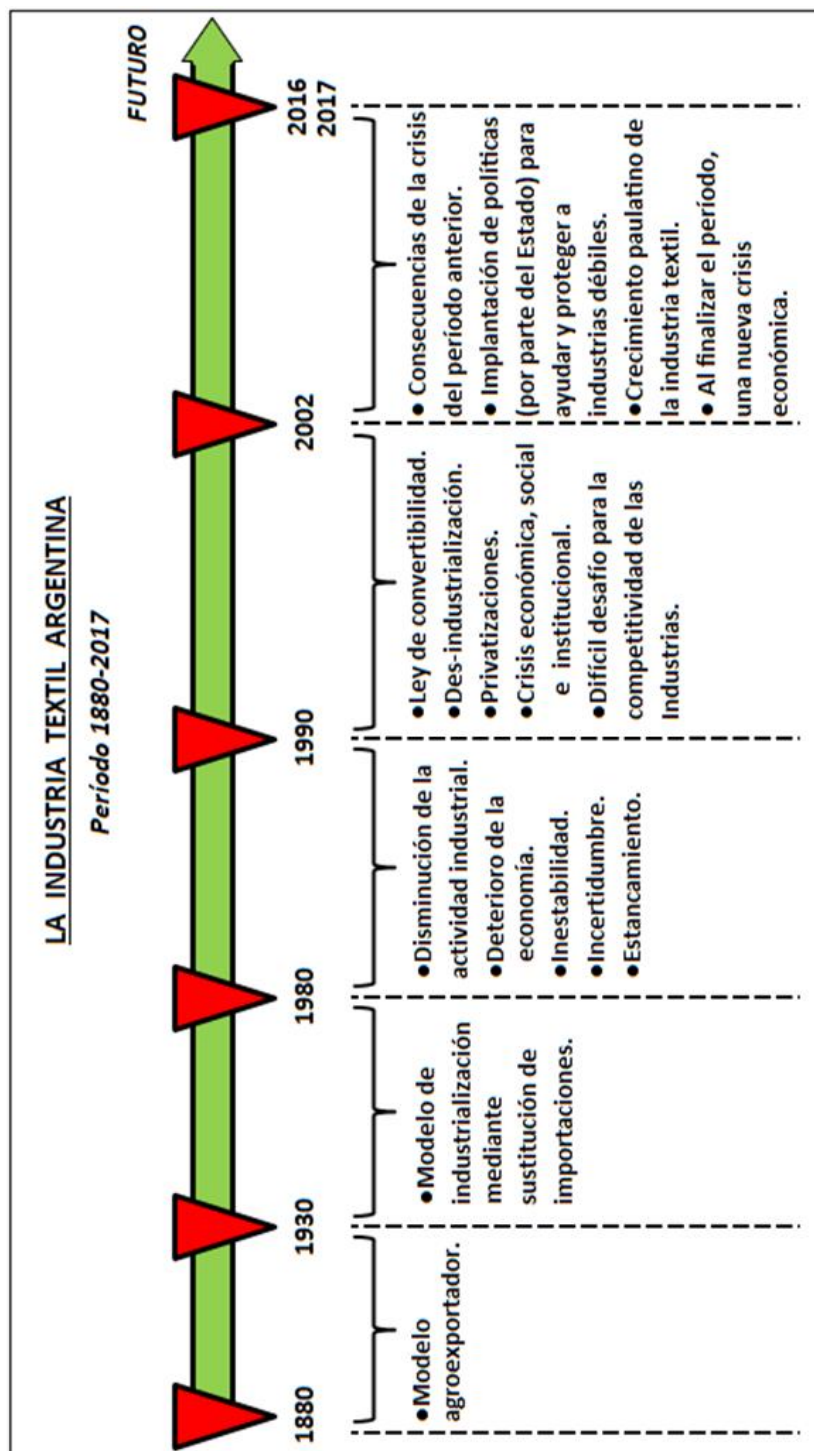 LA INDUSTRIA TEXTIL ARGENTINA
Período 1880-2017
FUTURO
1880
1930
1980
1990
2002
2016
2017
●Modelo
agroexportador.
●Modelo de
industrialización
mediante
sustitución de
importaciones.
●Disminución de la
actividad industrial.
●Deterioro de la
economía.
●Inestabilidad.
●Incertidumbre.
●Estancamiento.
●Ley de convertibilidad.
●Des-industrialización.
●Privatizaciones.
●Crisis económica, social
e institucional.
●Difícil desafío para la
competitividad de las
Industrias.
● Consecuencias de la crisis
del período anterior.
● Implantación de políticas
(por parte del Estado) para
ayudar y proteger a
industrias débiles.
●Crecimiento paulatino de
la industria textil.
● Al finalizar el período,
una nueva crisis
económica.